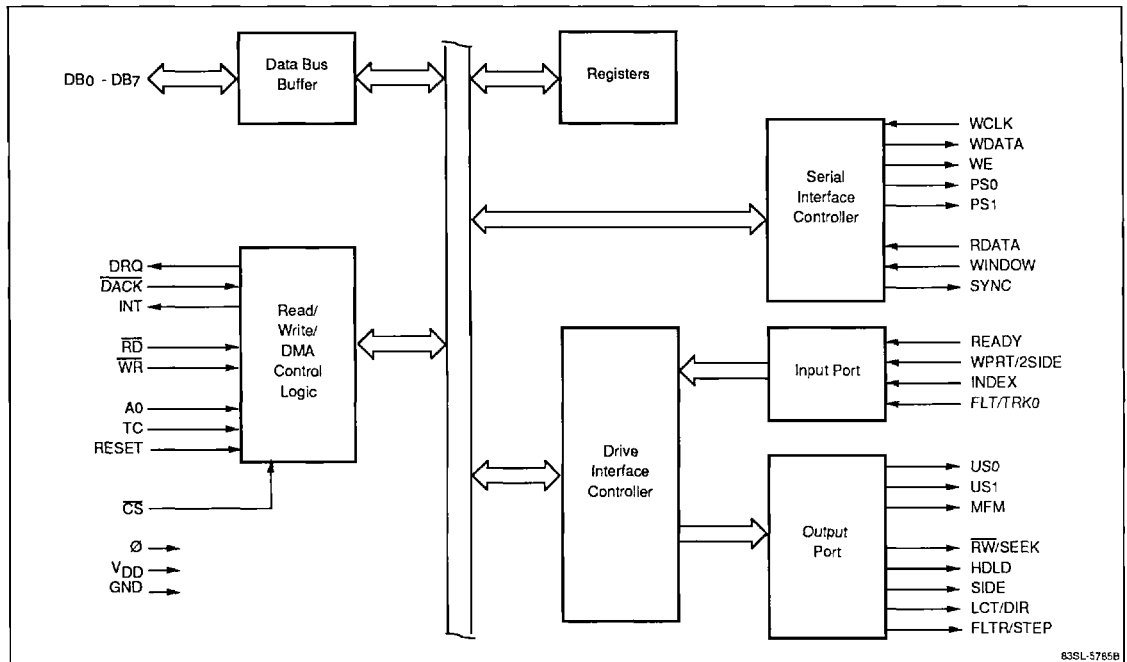 DB0 - DB7
Data Bus
Buffer
Registers
WCLK
WDATA
WE
PS0
PS1
RDATA
WINDOW
SYNC
Serial
Interface
Controller
DRQ
DACK
INT
RD
WR
A0
TC
RESET
CS
Ø
VDD
GND
Read/
Write/
DMA
Control
Logic
Drive
Interface
Controller
Input Port
READY
WPRT/2SIDE
INDEX
FLT/TRK0
Output
Port
US0
US1
MFM
RW/SEEK
HDLD
SIDE
LCT/DIR
FLTR/STEP
83SL-5765B